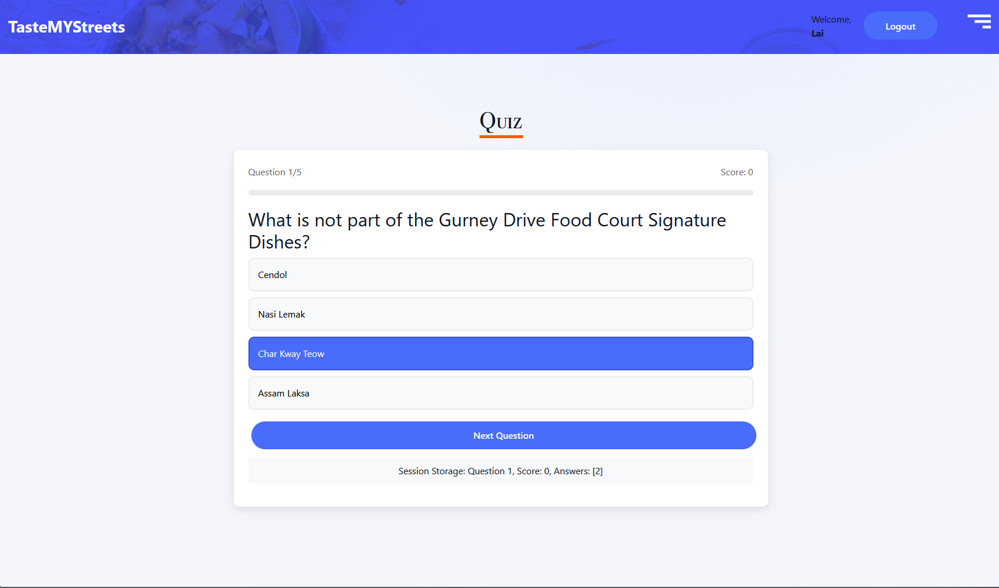 TasteMYStreets
Welcome,
Lai
Logout
Quiz
Question 1/5
Score: 0
What is not part of the Gurney Drive Food Court Signature
Dishes?
Cendol
Nasi Lemak
Char Kway Teow
Assam Laksa
Next Question
Session Storage: Question 1, Score: 0, Answers: [2]